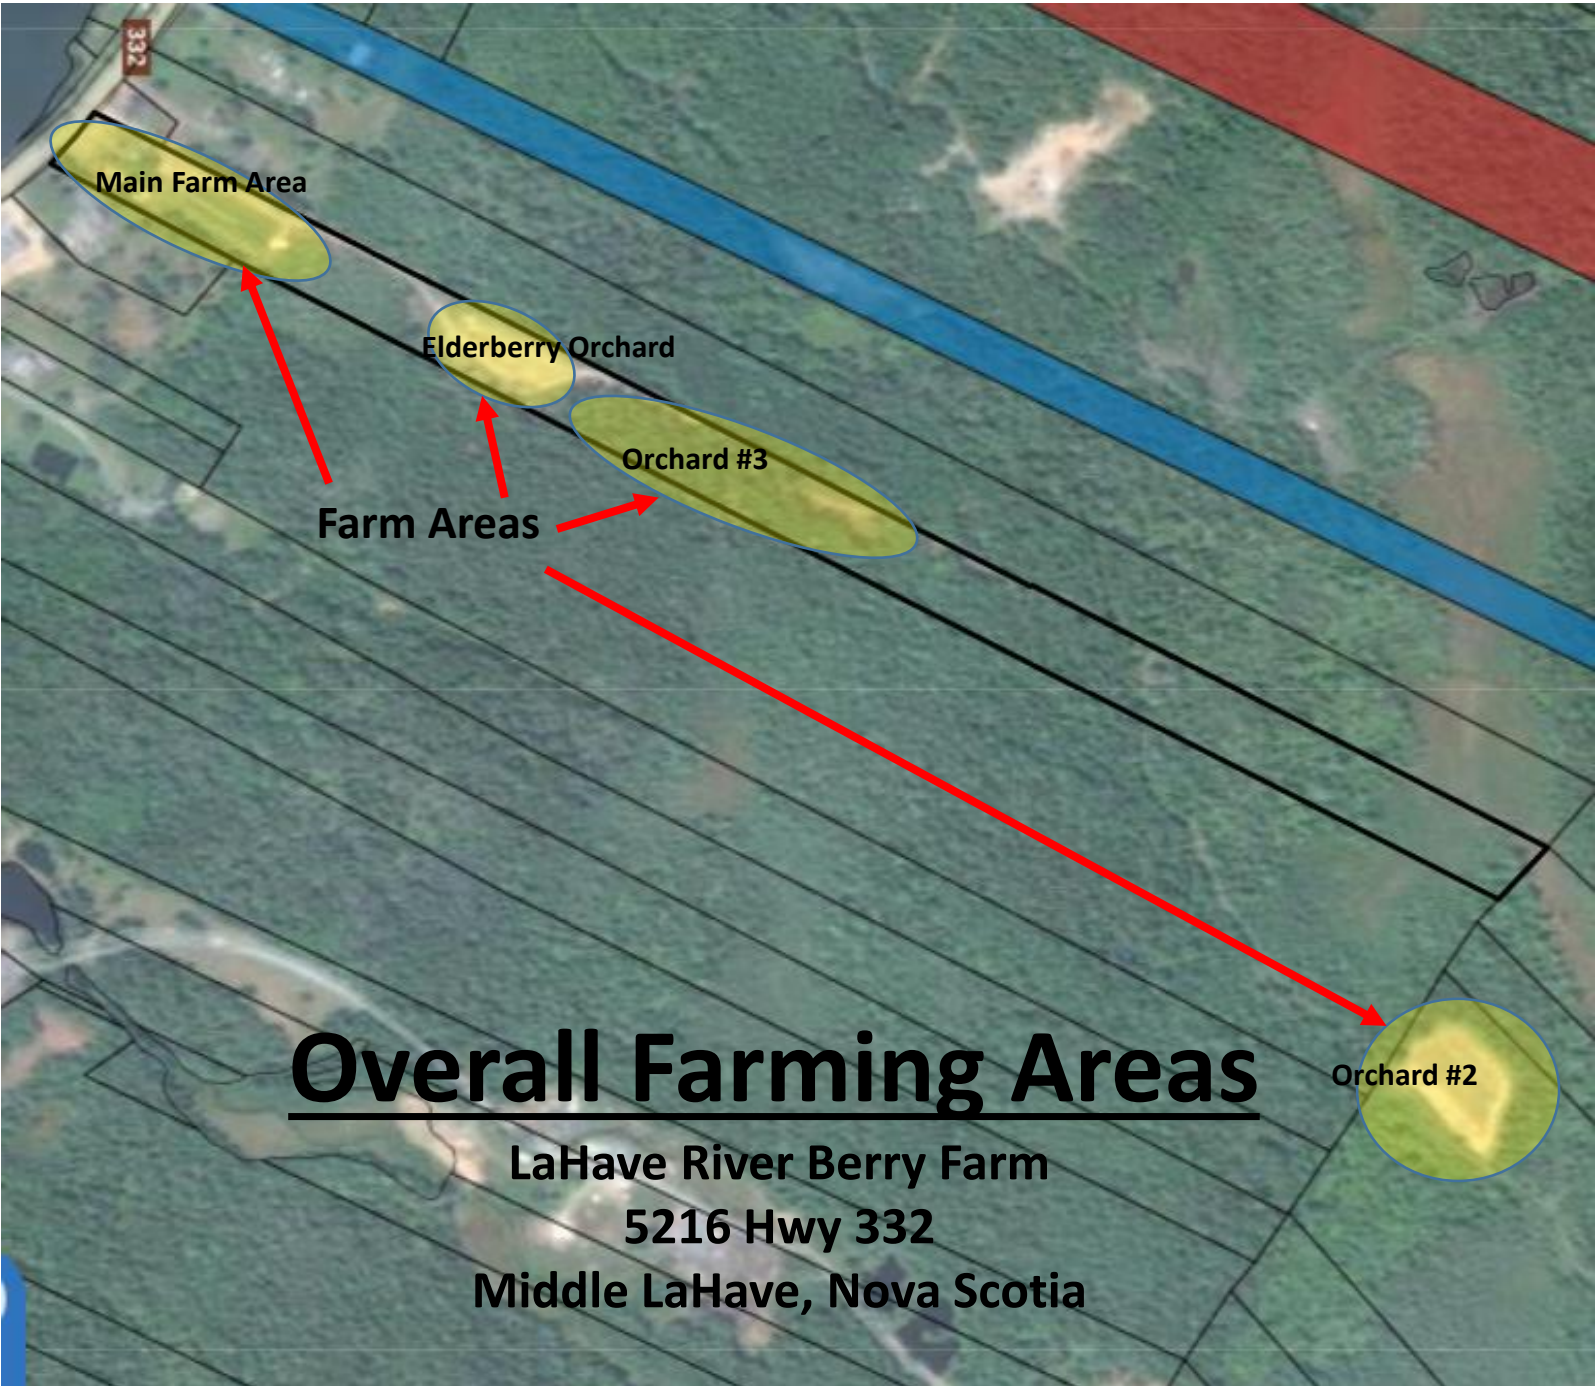 332
Main Farm Area
Elderberry Orchard
Orchard #3
Farm Areas
Overall Farming Areas
Orchard #2
LaHave River Berry Farm
5216 Hwy 332
Middle LaHave, Nova Scotia